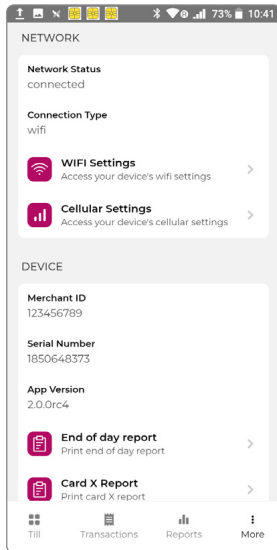 73% 10:41
NETWORK
Network Status
connected
Connection Type
wifi
WIFI Settings
Access your device's wifi settings
Cellular Settings
Access your device's cellular settings
DEVICE
Merchant ID
123456789
Serial Number
1850648373
App Version
2.0.0rc4
End of day report
Print end of day report
Card X Report
Print card X report
Till Transactions Reports More